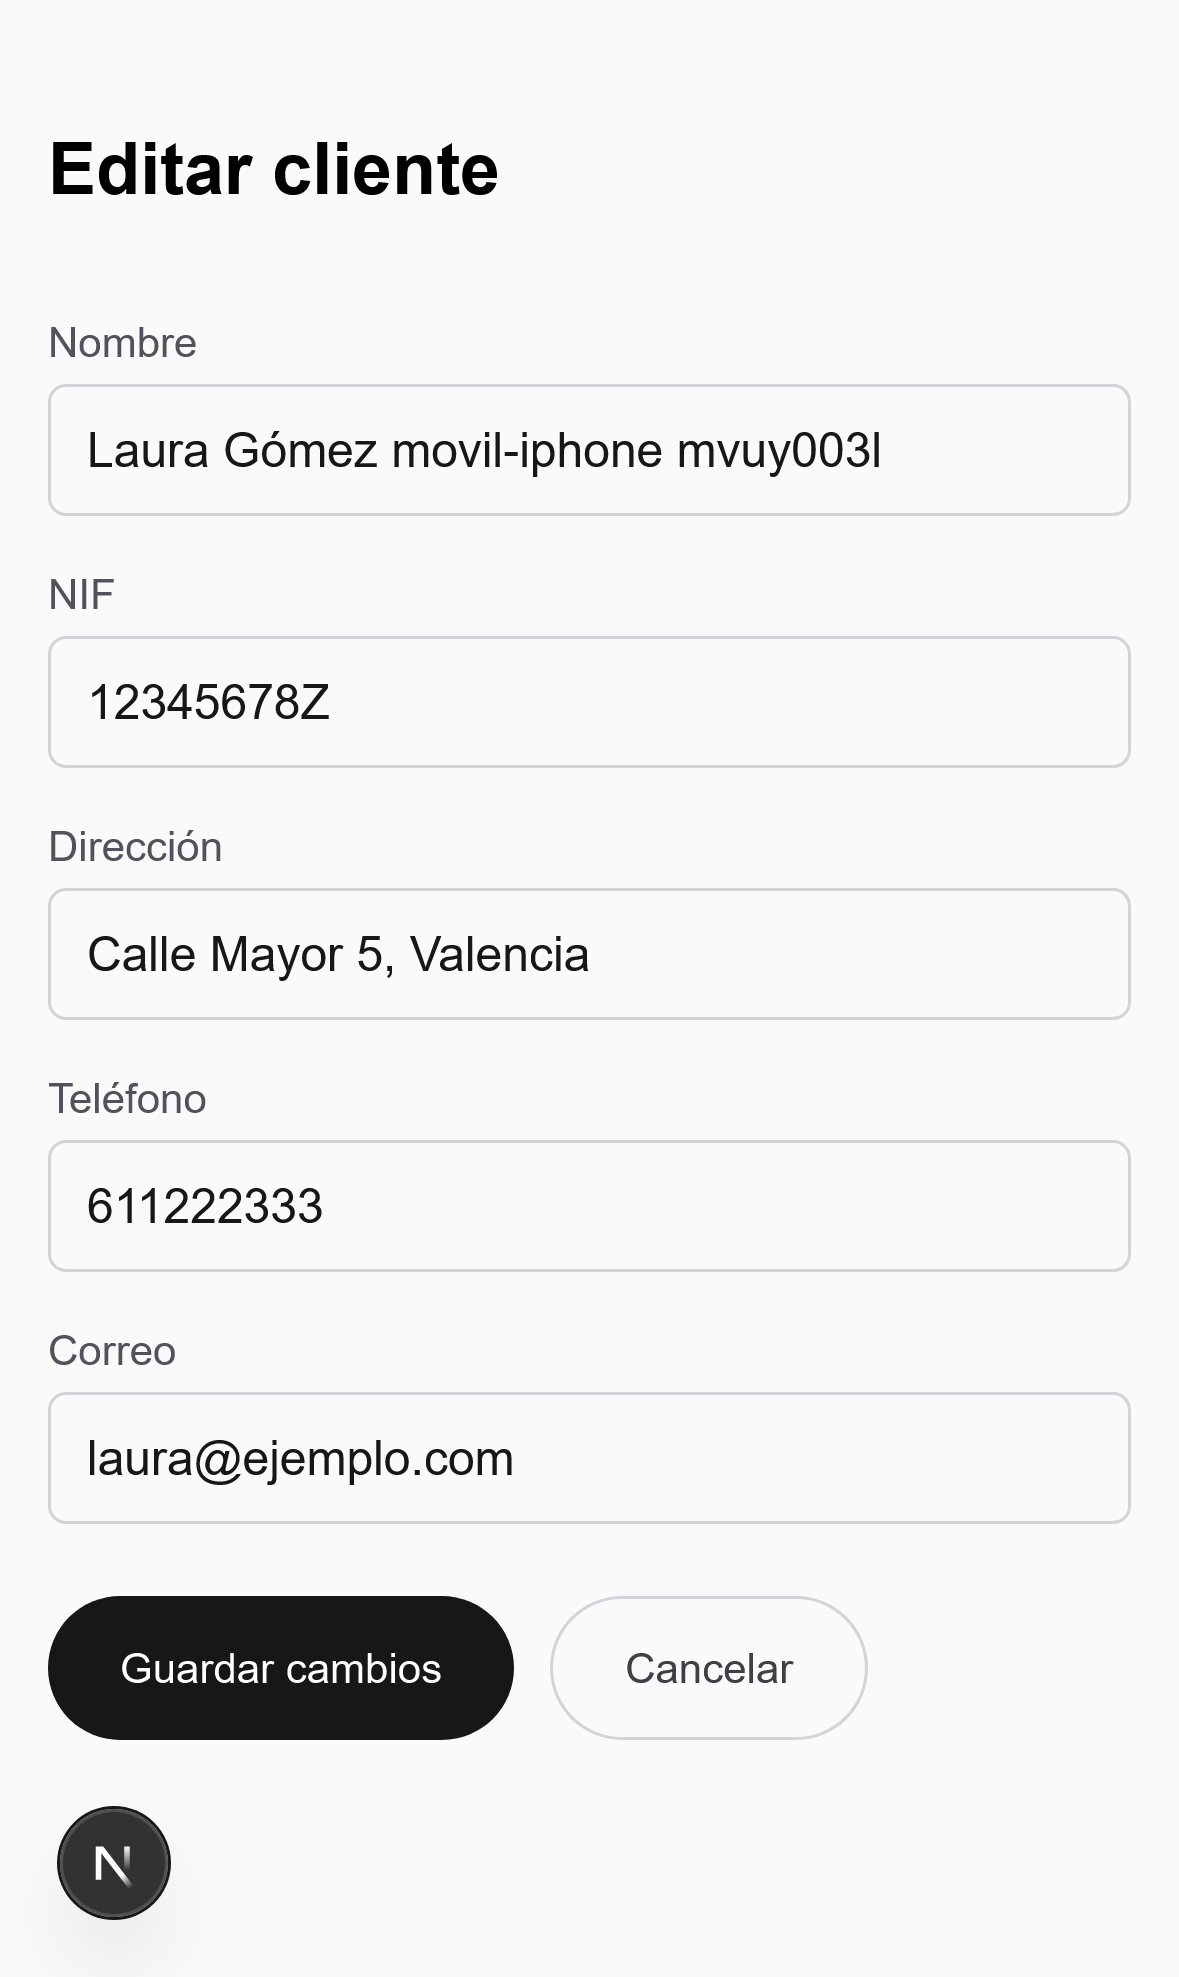 Editar cliente
Nombre
Laura Gómez movil-iphone mvuy003l
NIF
12345678Z
Dirección
Calle Mayor 5, Valencia
Teléfono
611222333
Correo
laura@ejemplo.com
Guardar cambios
Cancelar
N